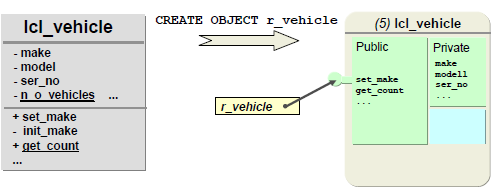 lcl_vehicle
- make
- model
- ser_no
- n_o_vehicles ...
+ set_make
- init_make
+ get_count
...
CREATE OBJECT r_vehicle
r_vehicle
(5) lcl_vehicle
Public
set_make
get_count
...
Private
make
modell
ser_no
...